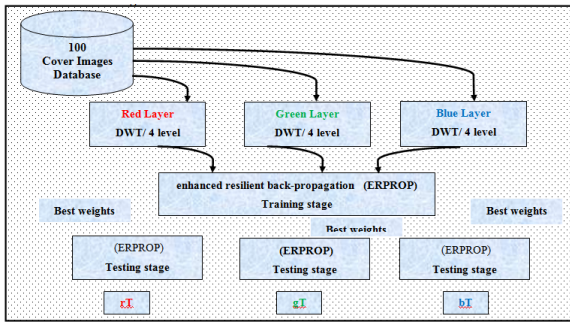 100
Cover Images
Database
Red Layer
DWT/ 4 level
Green Layer
DWT/ 4 level
Blue Layer
DWT/ 4 level
enhanced resilient back-propagation (ERPROP)
Training stage
Best weights
Best weights
Best weights
(ERPROP)
Testing stage
(ERPROP)
Testing stage
(ERPROP)
Testing stage
rT
gT
bT